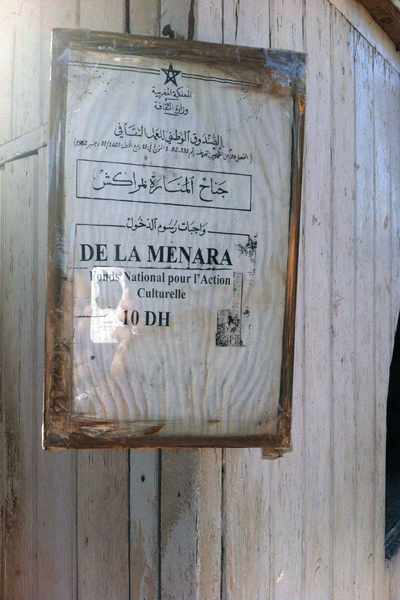 المملكة المغربية
وزارة الثقافة
الصندوق الوطني للعمل الثقافي
جناح المنارة بمراكش
واجبات رسوم الدخول
DE LA MENARA
Fonds National pour l'Action
Culturelle
10 DH